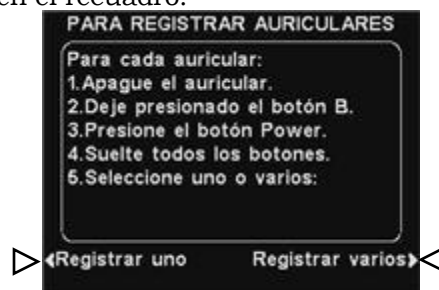 en el recuadro.
PARA REGISTRAR AURICULARES
Para cada auricular:
1.Apague el auricular.
2.Deje presionado el botón B.
3.Presione el botón Power.
4.Suelte todos los botones.
5.Seleccione uno o varios:
Registrar uno Registrar varios